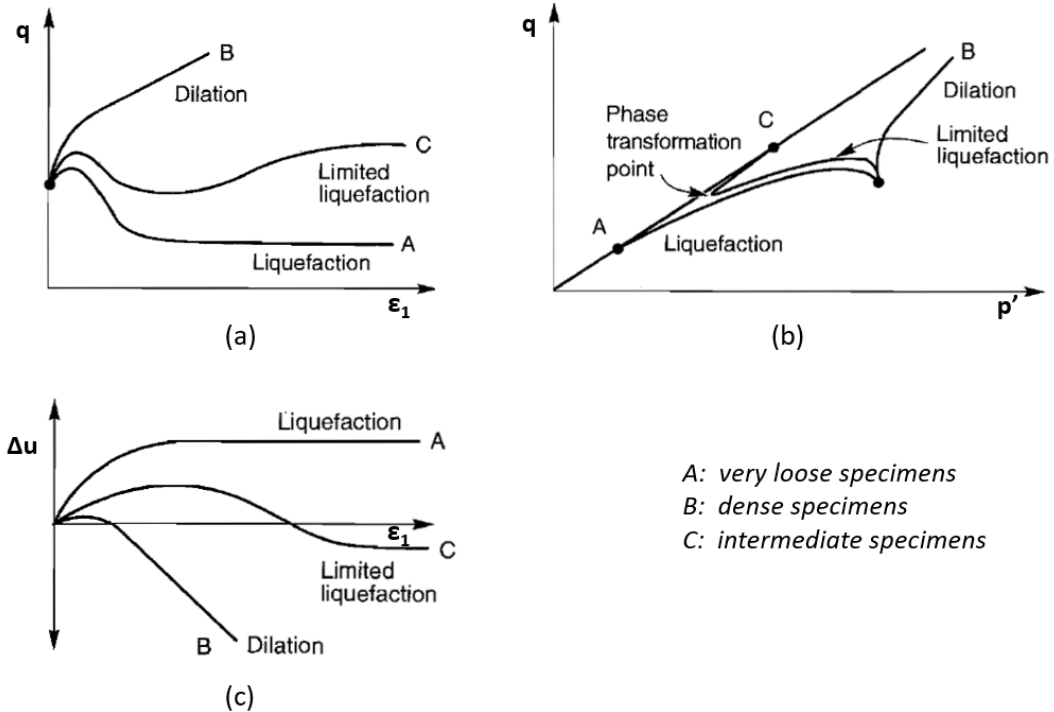 q
B
Dilation
C
Limited
liquefaction
A
Liquefaction
ε₁
(a)
q
B
Dilation
Phase
transformation
point
C
Limited
liquefaction
A
Liquefaction
p’
(b)
Δu
Liquefaction
A
ε₁
C
Limited
liquefaction
B Dilation
(c)
A: very loose specimens
B: dense specimens
C: intermediate specimens